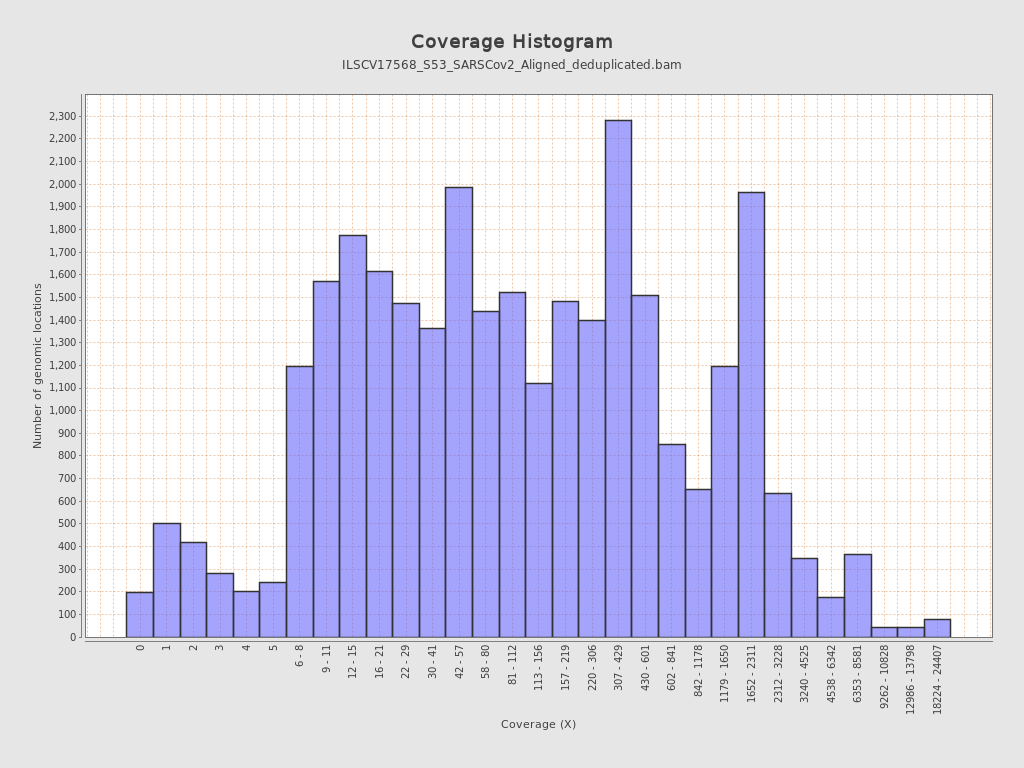 Coverage Histogram
ILSCV17568_S53_SARSCov2_Aligned_deduplicated.bam
Number of genomic locations
2,300
2,200
2,100
2,000
1,900
1,800
1,700
1,600
1,500
1,400
1,300
1,200
1,100
1,000
900
800
700
600
500
400
300
200
100
0
0
1
2
3
4
5
6 - 8
9 - 11
12 - 15
16 - 21
22 - 29
30 - 41
42 - 57
58 - 80
81 - 112
113 - 156
157 - 219
220 - 306
307 - 429
430 - 601
602 - 841
842 - 1178
1179 - 1650
1652 - 2311
2312 - 3228
3240 - 4525
4538 - 6342
6353 - 8581
9262 - 10828
12986 - 13798
18224 - 24407
Coverage (X)